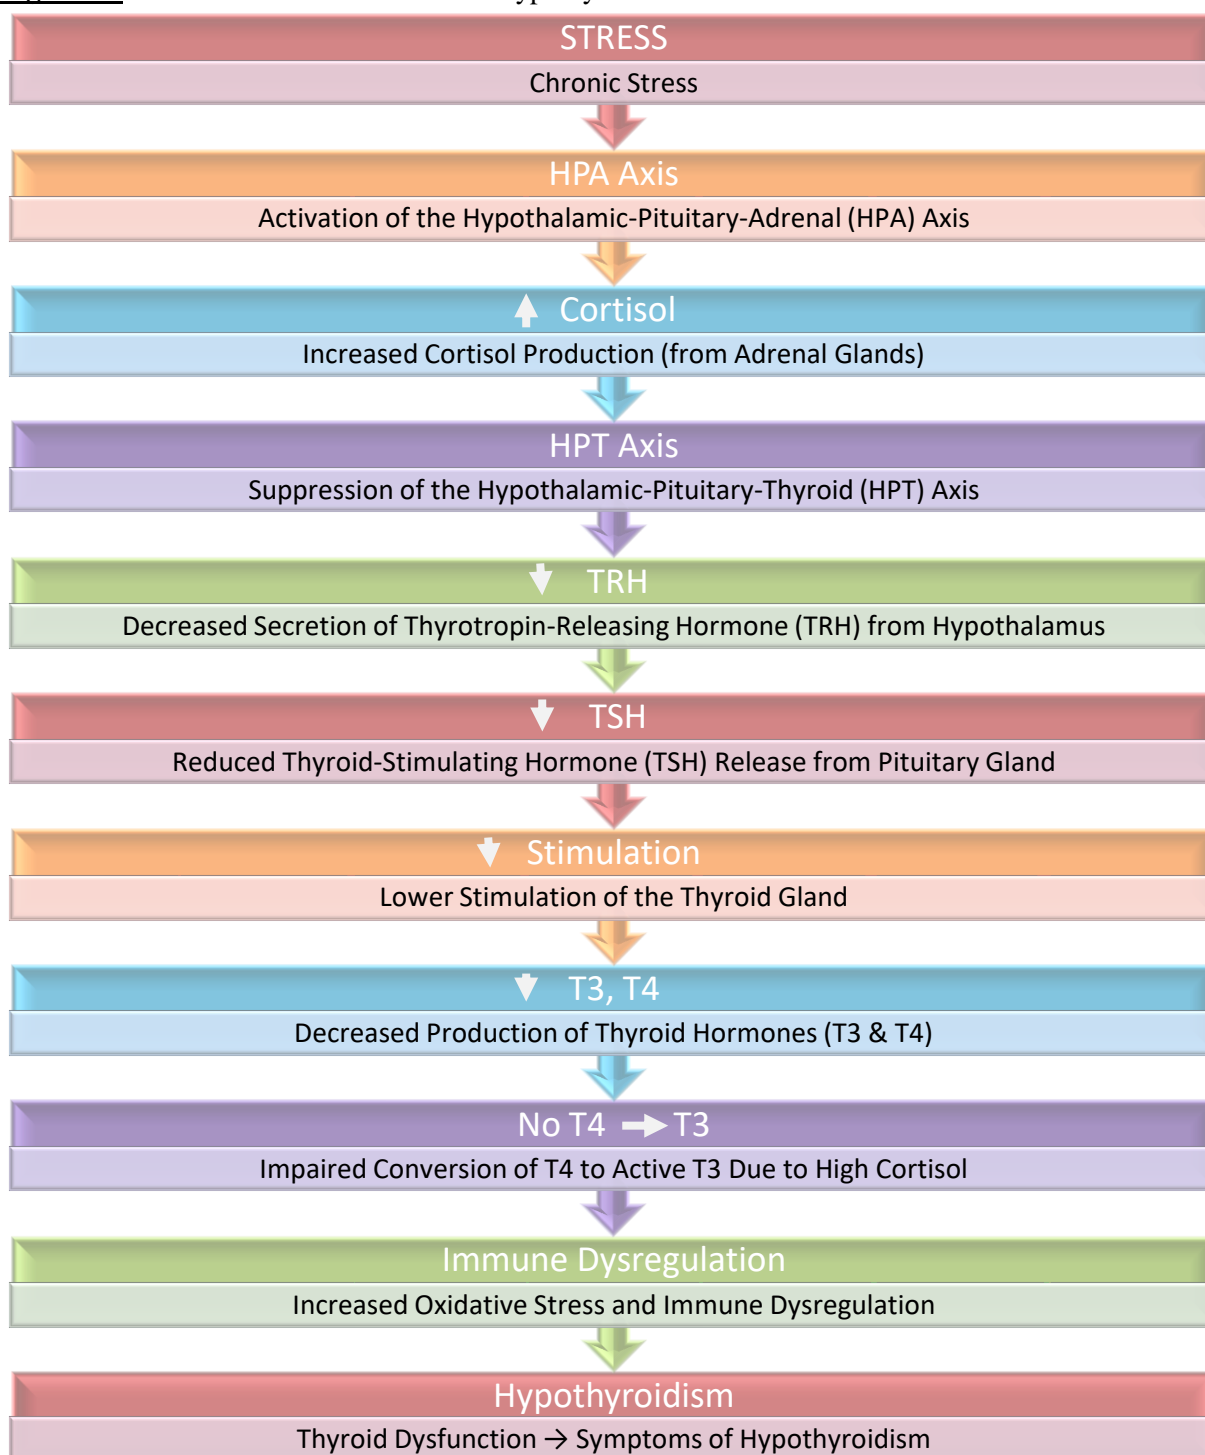 STRESS
Chronic Stress
HPA Axis
Activation of the Hypothalamic-Pituitary-Adrenal (HPA) Axis
Cortisol
Increased Cortisol Production (from Adrenal Glands)
HPT Axis
Suppression of the Hypothalamic-Pituitary-Thyroid (HPT) Axis
TRH
Decreased Secretion of Thyrotropin-Releasing Hormone (TRH) from Hypothalamus
TSH
Reduced Thyroid-Stimulating Hormone (TSH) Release from Pituitary Gland
Stimulation
Lower Stimulation of the Thyroid Gland
T3, T4
Decreased Production of Thyroid Hormones (T3 & T4)
No T4 → T3
Impaired Conversion of T4 to Active T3 Due to High Cortisol
Immune Dysregulation
Increased Oxidative Stress and Immune Dysregulation
Hypothyroidism
Thyroid Dysfunction → Symptoms of Hypothyroidism